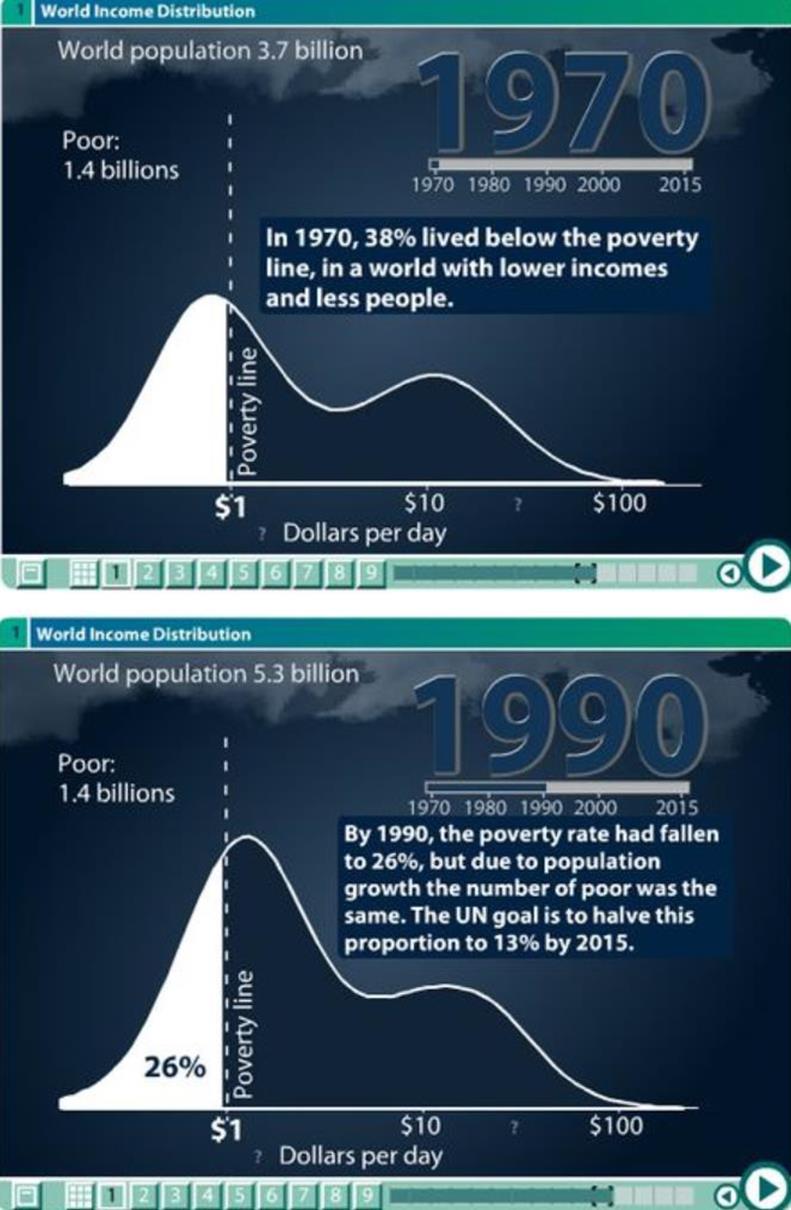 1 World Income Distribution
World population 3.7 billion
1970
Poor:
1.4 billions
1970 1980 1990 2000 2015
In 1970, 38% lived below the poverty
line, in a world with lower incomes
and less people.
Poverty line
$1 $10 ? $100
? Dollars per day
1 2 3 4 5 6 7 8 9
1 World Income Distribution
World population 5.3 billion
1990
Poor:
1.4 billions
1970 1980 1990 2000 2015
By 1990, the poverty rate had fallen
to 26%, but due to population
growth the number of poor was the
same. The UN goal is to halve this
proportion to 13% by 2015.
Poverty line
26%
$1 $10 ? $100
? Dollars per day
1 2 3 4 5 6 7 8 9